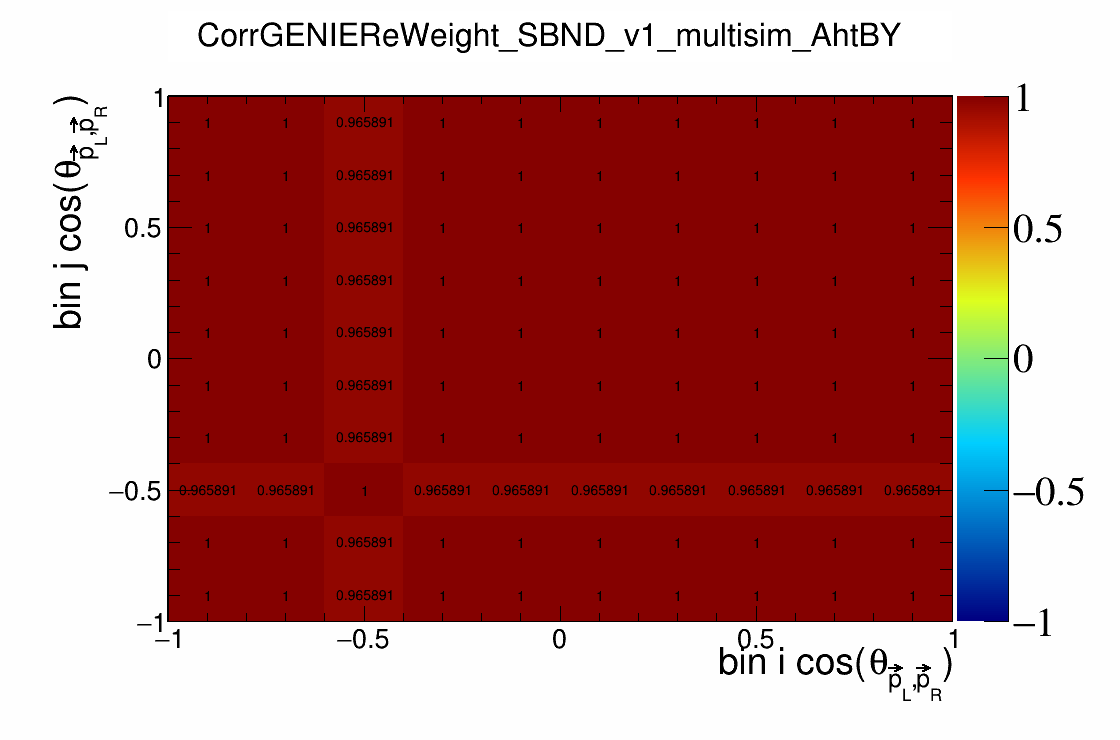 CorrGENIEReWeight_SBND_v1_multisim_AhtBY
bin j cos(θ p⃗_L,p⃗_R)
1
0.5
0
−0.5
−1
1 1 0.965891 1 1 1 1 1 1 1
1 1 0.965891 1 1 1 1 1 1 1
1 1 0.965891 1 1 1 1 1 1 1
1 1 0.965891 1 1 1 1 1 1 1
1 1 0.965891 1 1 1 1 1 1 1
1 1 0.965891 1 1 1 1 1 1 1
1 1 0.965891 1 1 1 1 1 1 1
0.965891 0.965891 1 0.965891 0.965891 0.965891 0.965891 0.965891 0.965891 0.965891
1 1 0.965891 1 1 1 1 1 1 1
1 1 0.965891 1 1 1 1 1 1 1
1
0.5
0
−0.5
−1
−1 −0.5 0 0.5 1
bin i cos(θ p⃗_L,p⃗_R)